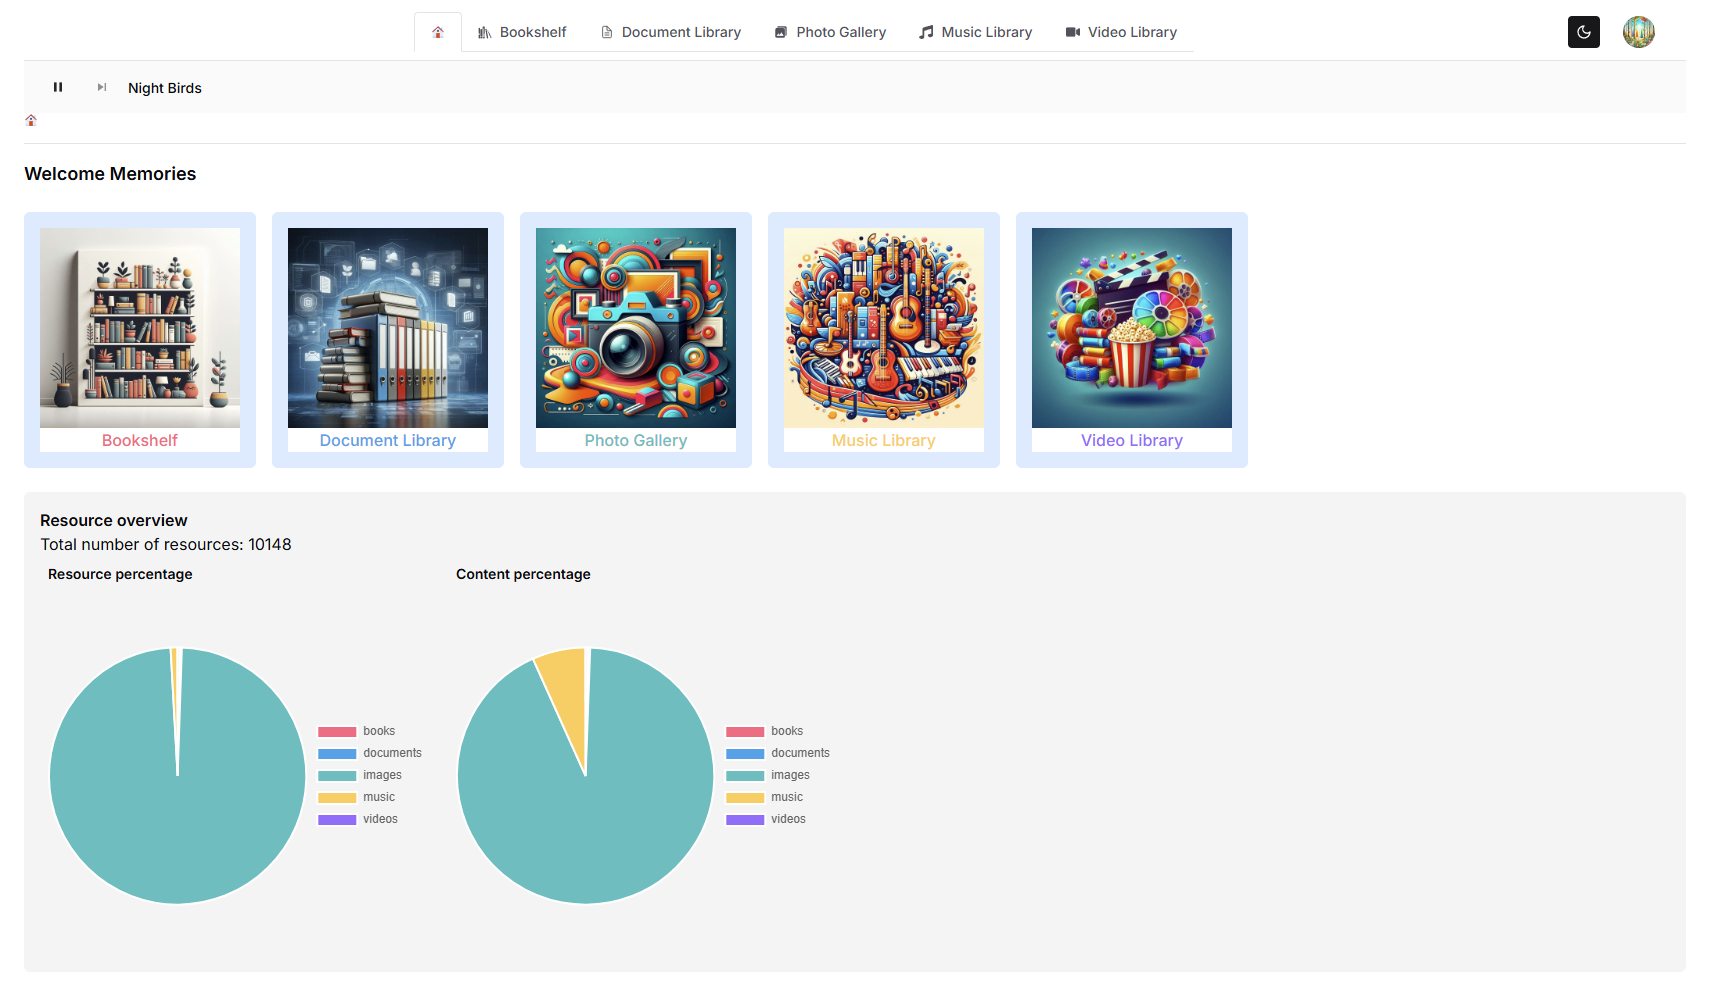 Bookshelf
Document Library
Photo Gallery
Music Library
Video Library
Night Birds
Welcome Memories
Bookshelf
Document Library
Photo Gallery
Music Library
Video Library
Resource overview
Total number of resources: 10148
Resource percentage
Content percentage
books
documents
images
music
videos
books
documents
images
music
videos